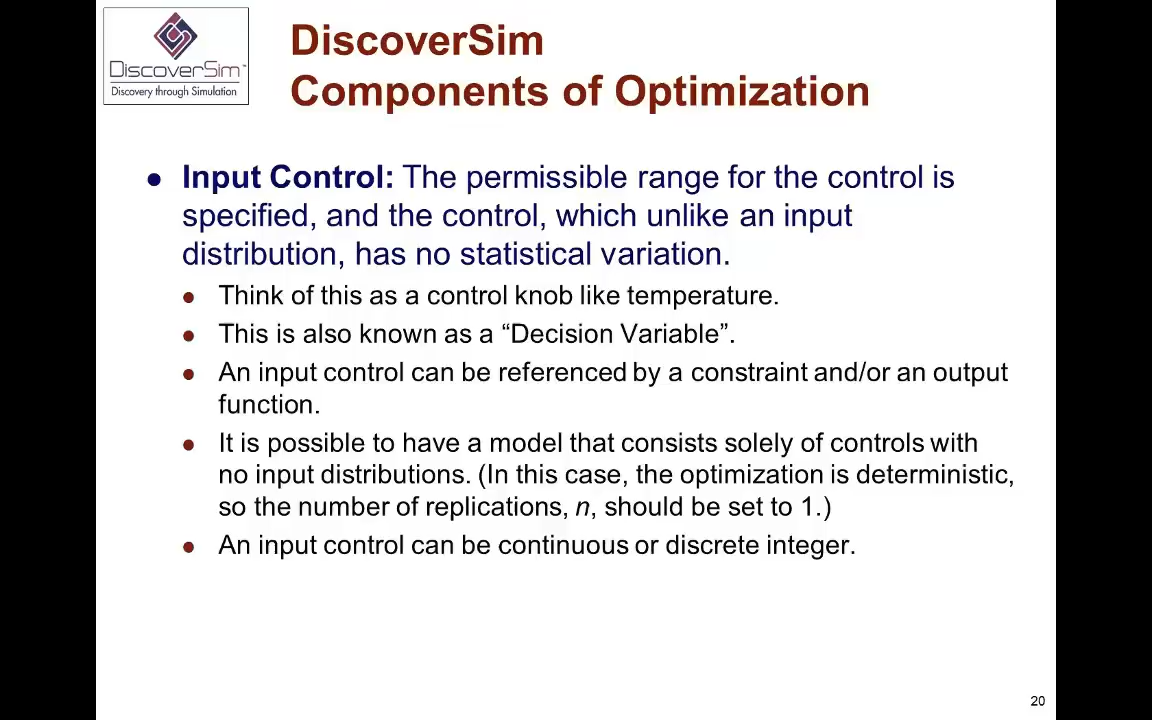 DiscoverSim™
Discovery through Simulation
DiscoverSim
Components of Optimization
● Input Control: The permissible range for the control is
specified, and the control, which unlike an input
distribution, has no statistical variation.
● Think of this as a control knob like temperature.
● This is also known as a “Decision Variable”.
● An input control can be referenced by a constraint and/or an output
function.
● It is possible to have a model that consists solely of controls with
no input distributions. (In this case, the optimization is deterministic,
so the number of replications, n, should be set to 1.)
● An input control can be continuous or discrete integer.
20